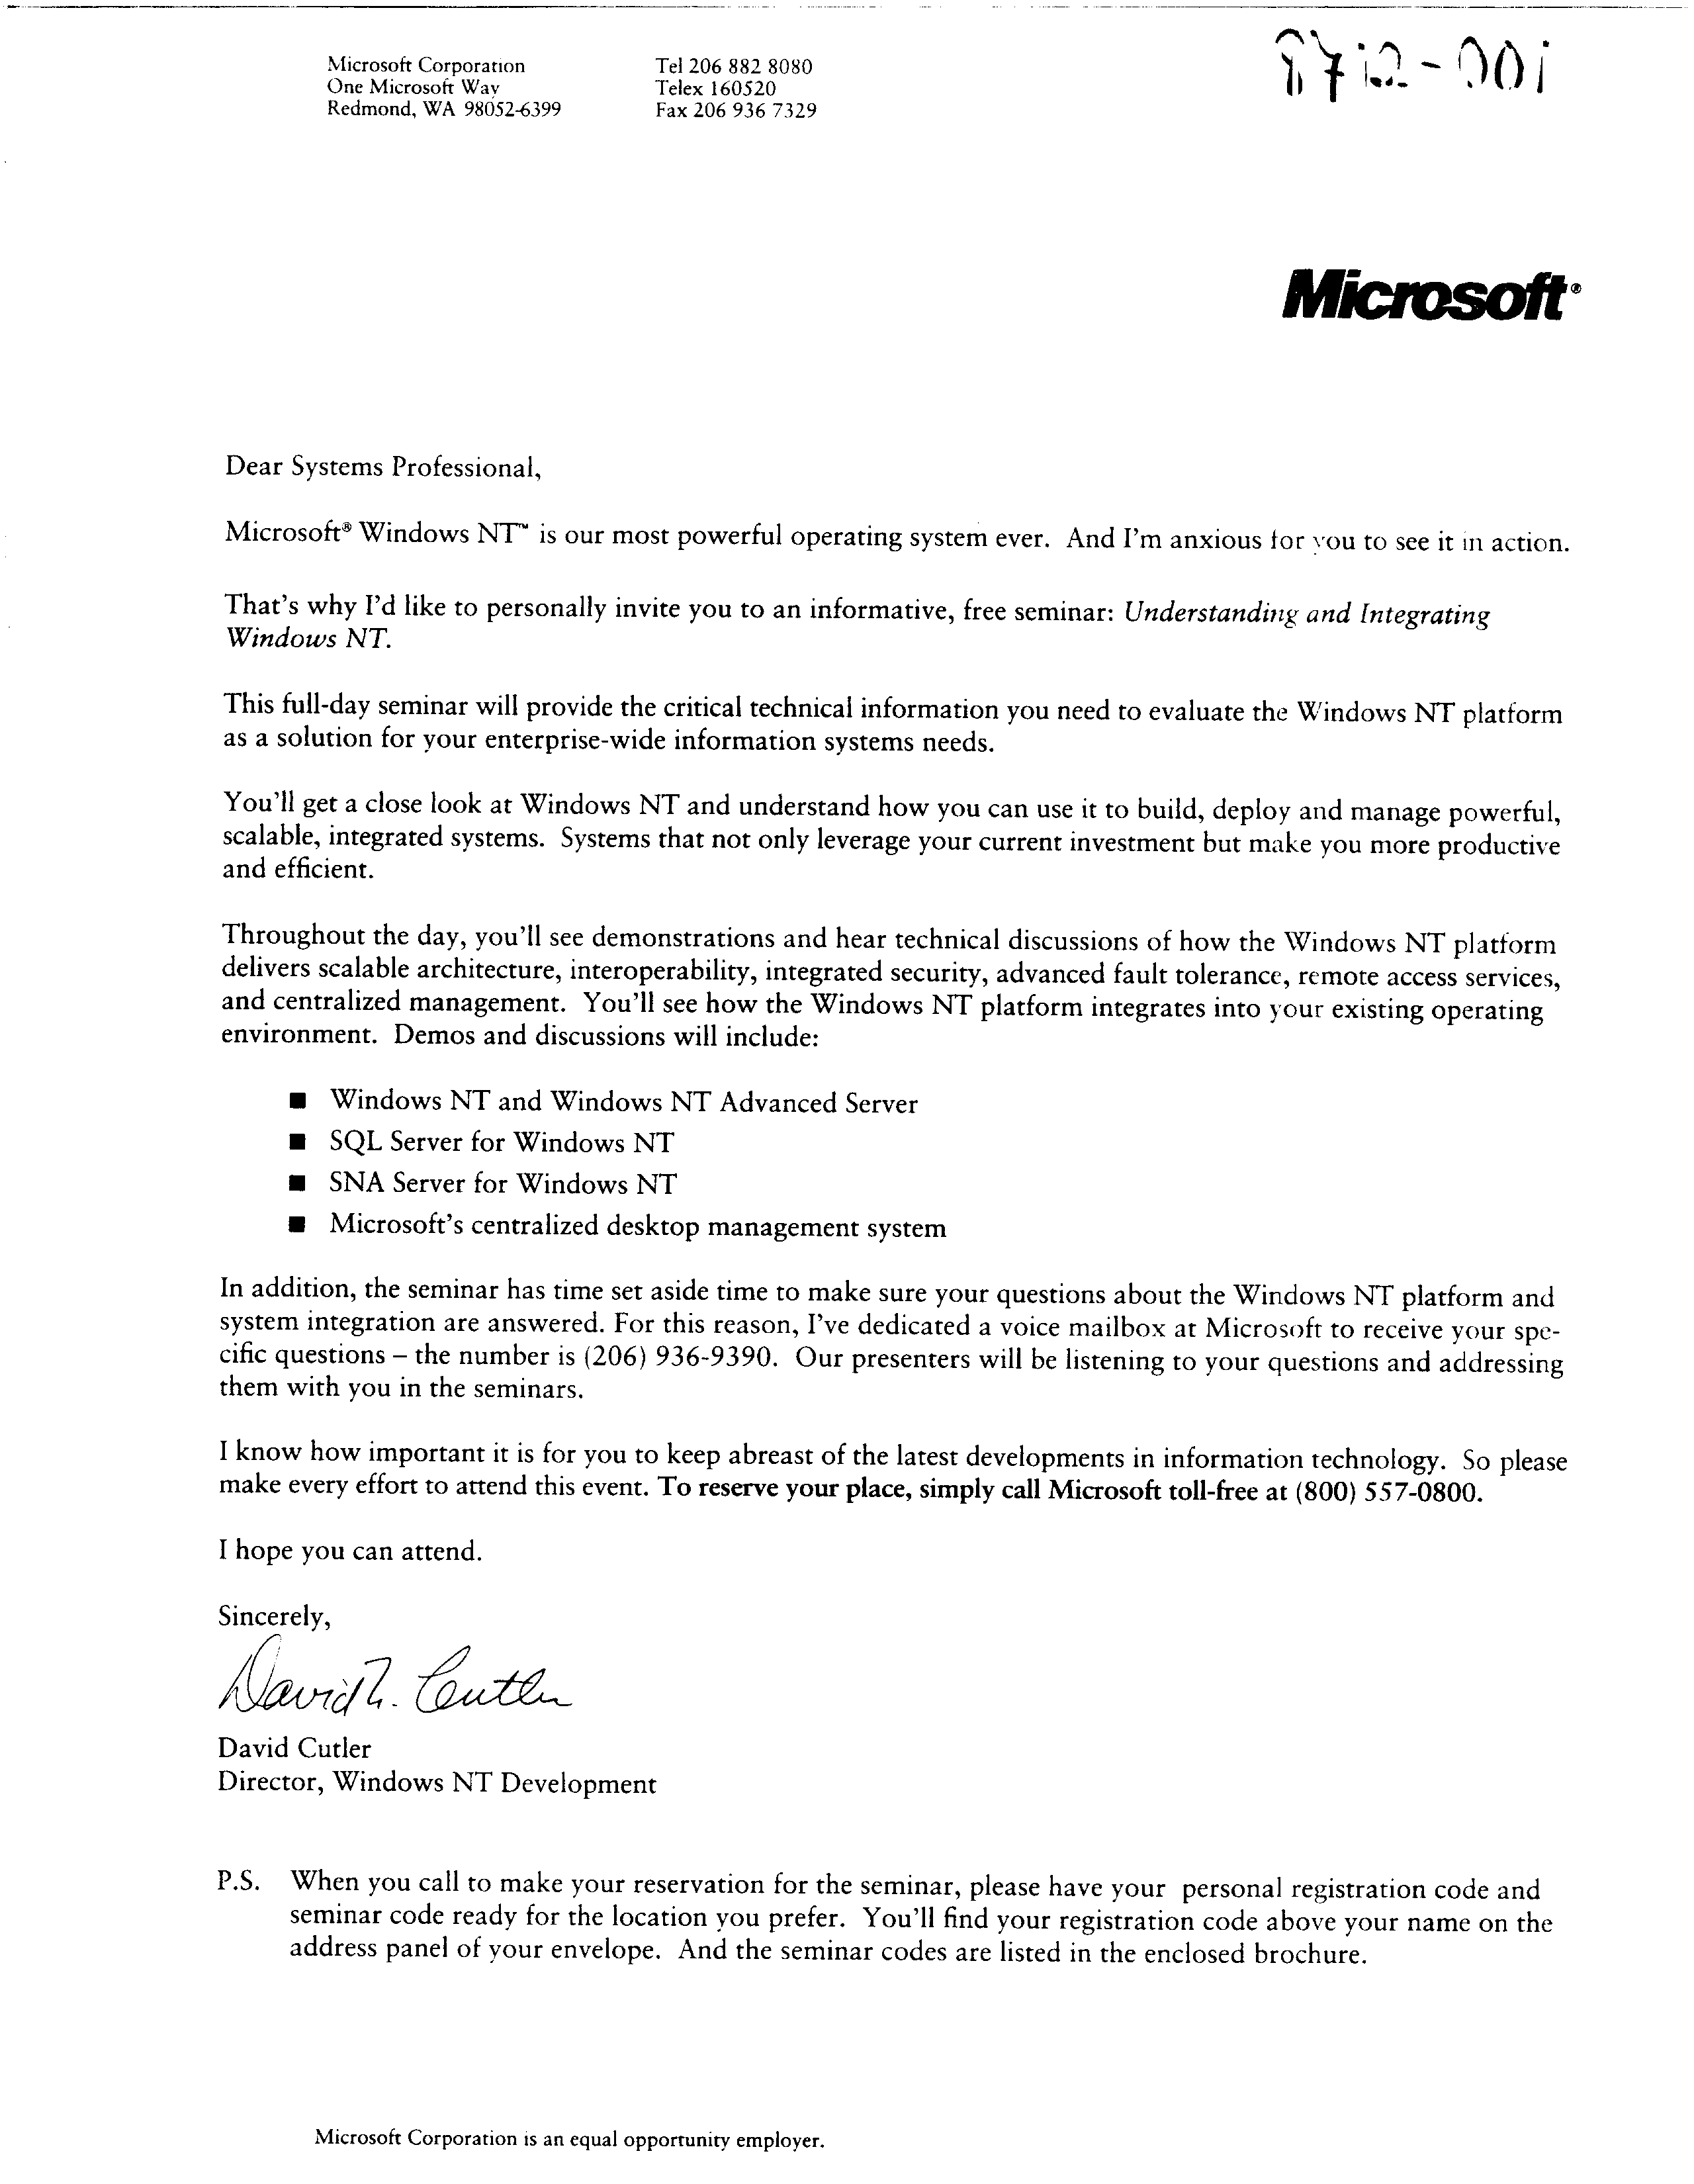 Microsoft Corporation
One Microsoft Way
Redmond, WA 98052-6399
Tel 206 882 8080
Telex 160520
Fax 206 936 7329
Microsoft®
Dear Systems Professional,
Microsoft® Windows NT™ is our most powerful operating system ever. And I'm anxious for you to see it in action.
That's why I'd like to personally invite you to an informative, free seminar: Understanding and Integrating
Windows NT.
This full-day seminar will provide the critical technical information you need to evaluate the Windows NT platform
as a solution for your enterprise-wide information systems needs.
You'll get a close look at Windows NT and understand how you can use it to build, deploy and manage powerful,
scalable, integrated systems. Systems that not only leverage your current investment but make you more productive
and efficient.
Throughout the day, you'll see demonstrations and hear technical discussions of how the Windows NT platform
delivers scalable architecture, interoperability, integrated security, advanced fault tolerance, remote access services,
and centralized management. You'll see how the Windows NT platform integrates into your existing operating
environment. Demos and discussions will include:
■ Windows NT and Windows NT Advanced Server
■ SQL Server for Windows NT
■ SNA Server for Windows NT
■ Microsoft's centralized desktop management system
In addition, the seminar has time set aside time to make sure your questions about the Windows NT platform and
system integration are answered. For this reason, I've dedicated a voice mailbox at Microsoft to receive your spe-
cific questions – the number is (206) 936-9390. Our presenters will be listening to your questions and addressing
them with you in the seminars.
I know how important it is for you to keep abreast of the latest developments in information technology. So please
make every effort to attend this event. To reserve your place, simply call Microsoft toll-free at (800) 557-0800.
I hope you can attend.
Sincerely,
David N. Cutler
David Cutler
Director, Windows NT Development
P.S. When you call to make your reservation for the seminar, please have your personal registration code and
seminar code ready for the location you prefer. You'll find your registration code above your name on the
address panel of your envelope. And the seminar codes are listed in the enclosed brochure.
Microsoft Corporation is an equal opportunity employer.